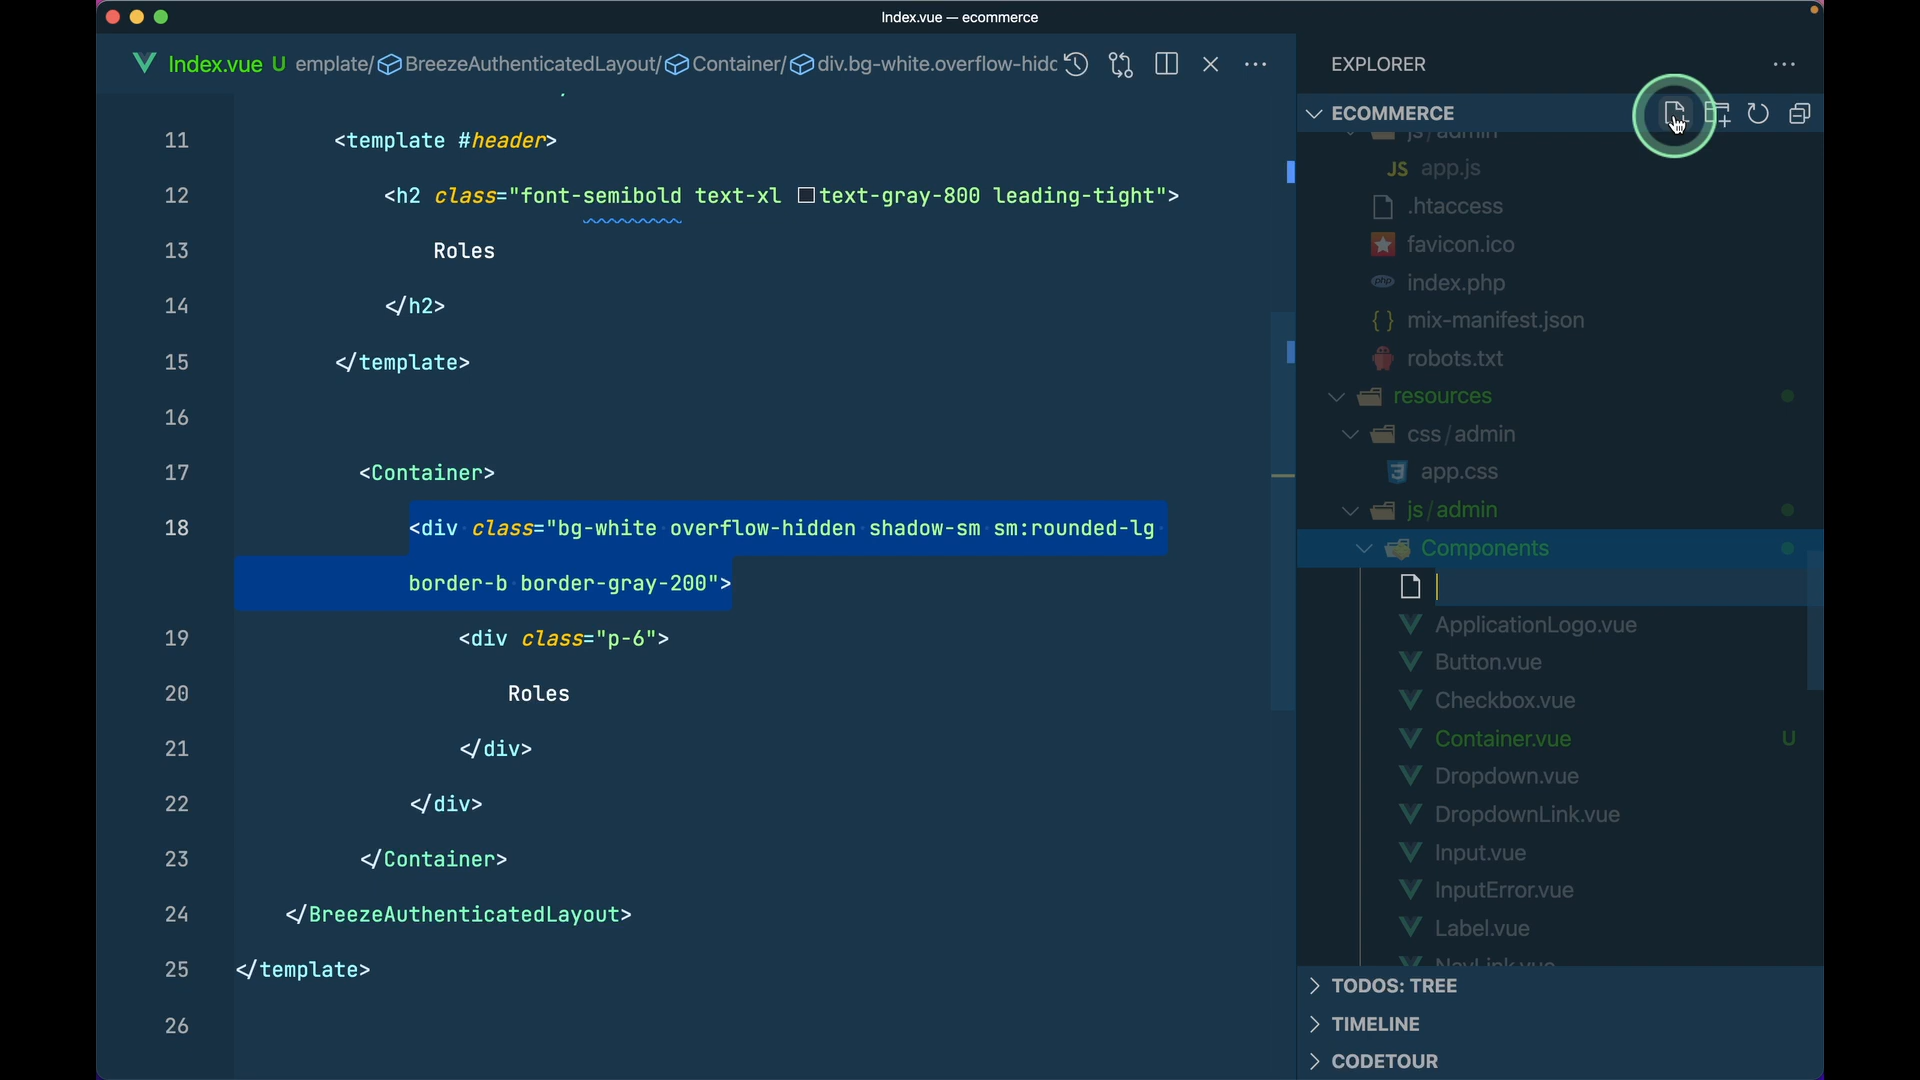 Index.vue — ecommerce
Index.vue U emplate/ BreezeAuthenticatedLayout/ Container/ div.bg-white.overflow-hidc
11 <template #header>
12 <h2 class="font-semibold text-xl text-gray-800 leading-tight">
13 Roles
14 </h2>
15 </template>
16
17 <Container>
18 <div class="bg-white overflow-hidden shadow-sm sm:rounded-lg
border-b border-gray-200">
19 <div class="p-6">
20 Roles
21 </div>
22 </div>
23 </Container>
24 </BreezeAuthenticatedLayout>
25 </template>
26
EXPLORER
ECOMMERCE
js/admin
JS app.js
.htaccess
favicon.ico
php index.php
{ } mix-manifest.json
robots.txt
resources
css/admin
app.css
js/admin
Components
ApplicationLogo.vue
Button.vue
Checkbox.vue
Container.vue U
Dropdown.vue
DropdownLink.vue
Input.vue
InputError.vue
Label.vue
NavLink.vue
TODOS: TREE
TIMELINE
CODETOUR